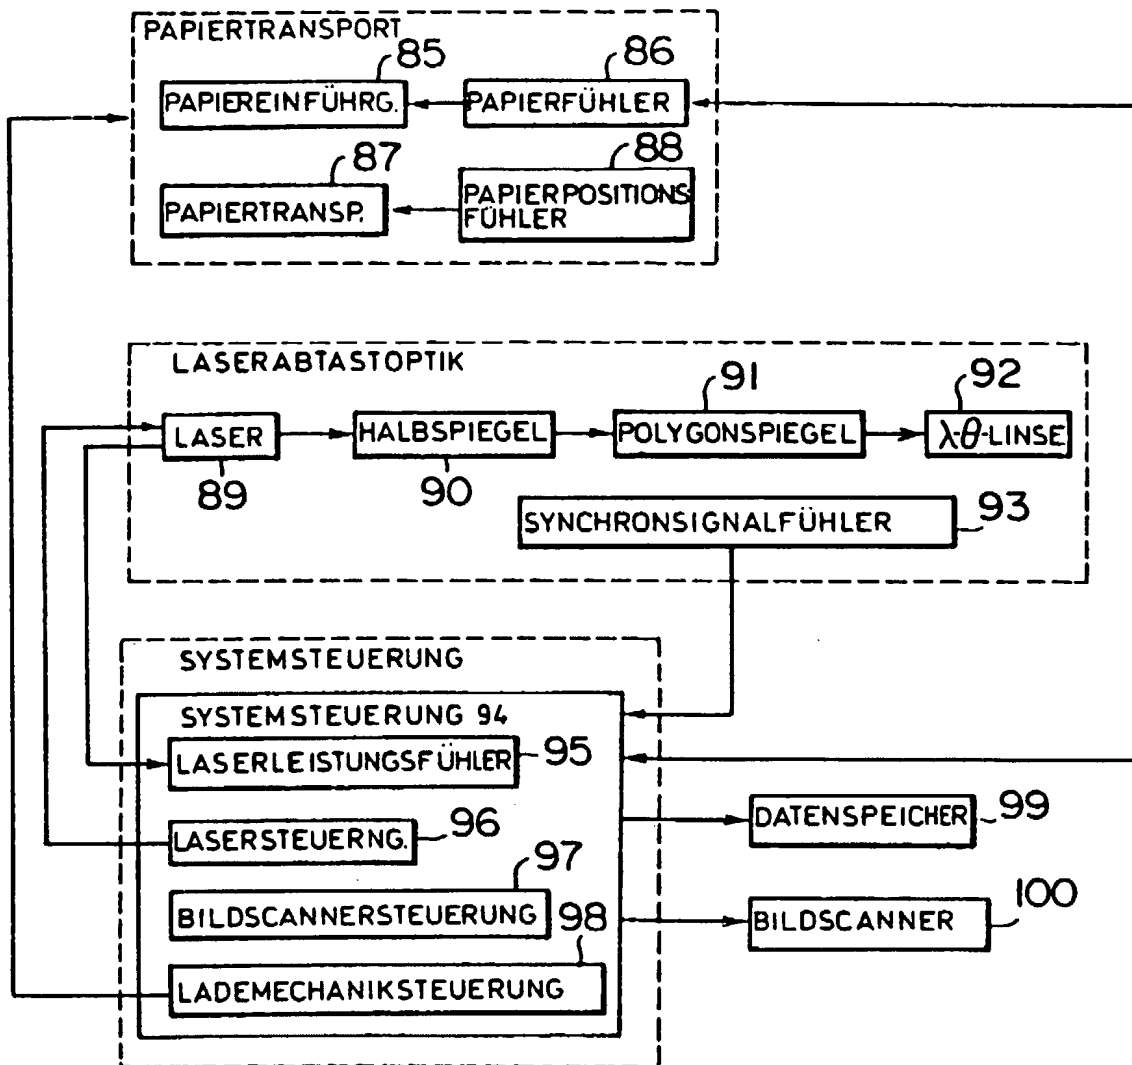 PAPIERTRANSPORT
85
86
PAPIEREINFÜHRG.
PAPIERFÜHLER
87
88
PAPIERTRANSP.
PAPIERPOSITIONS-
FÜHLER
LASERABTASTOPTIK
91
92
LASER
HALBSPIEGEL
POLYGONSPIEGEL
λ-θ-LINSE
89
90
SYNCHRONSIGNALFÜHLER
93
SYSTEMSTEUERUNG
SYSTEMSTEUERUNG 94
LASERLEISTUNGSFÜHLER
95
DATENSPEICHER
99
LASERSTEUERNG.
96
97
BILDSCANNERSTEUERUNG
BILDSCANNER
100
98
LADEMECHANIKSTEUERUNG